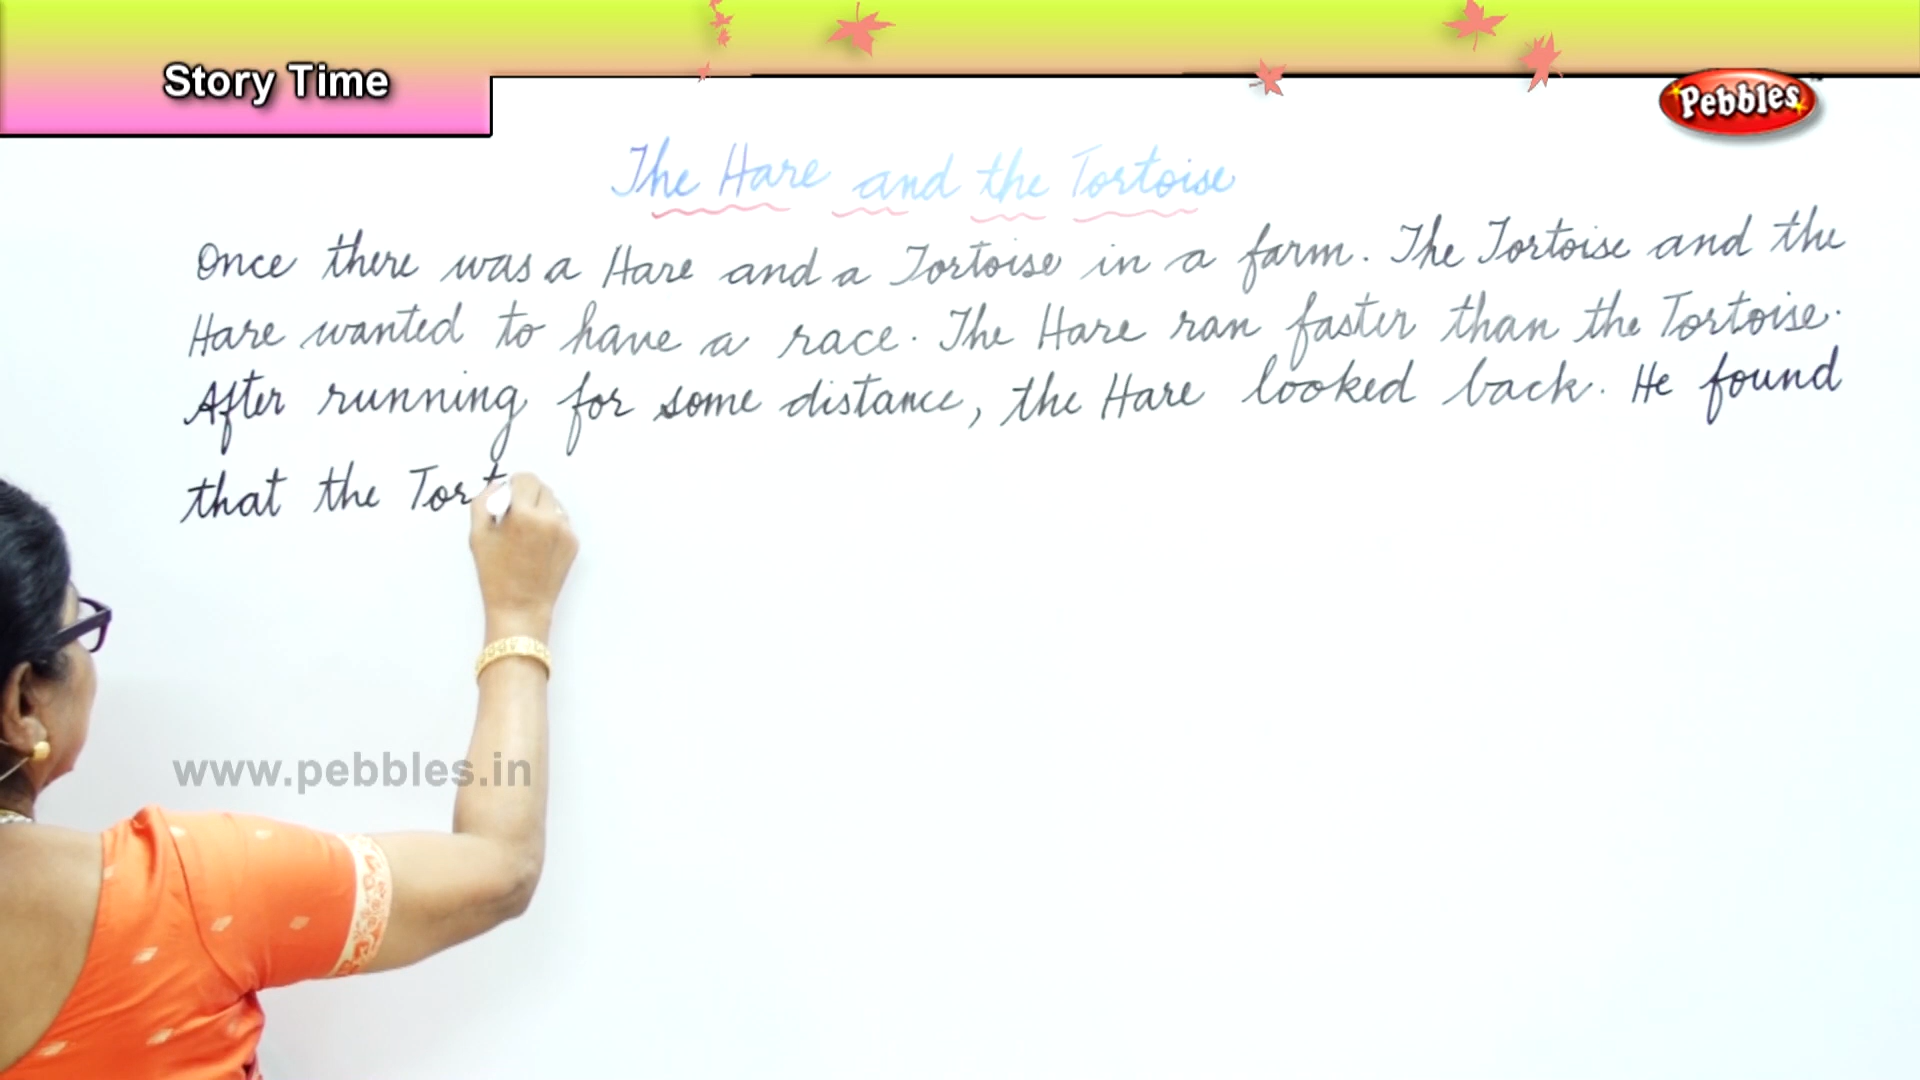 Story Time
Pebbles
The Hare and the Tortoise
Once there was a Hare and a Tortoise in a farm. The Tortoise and the
Hare wanted to have a race. The Hare ran faster than the Tortoise.
After running for some distance, the Hare looked back. He found
that the Tort
www.pebbles.in